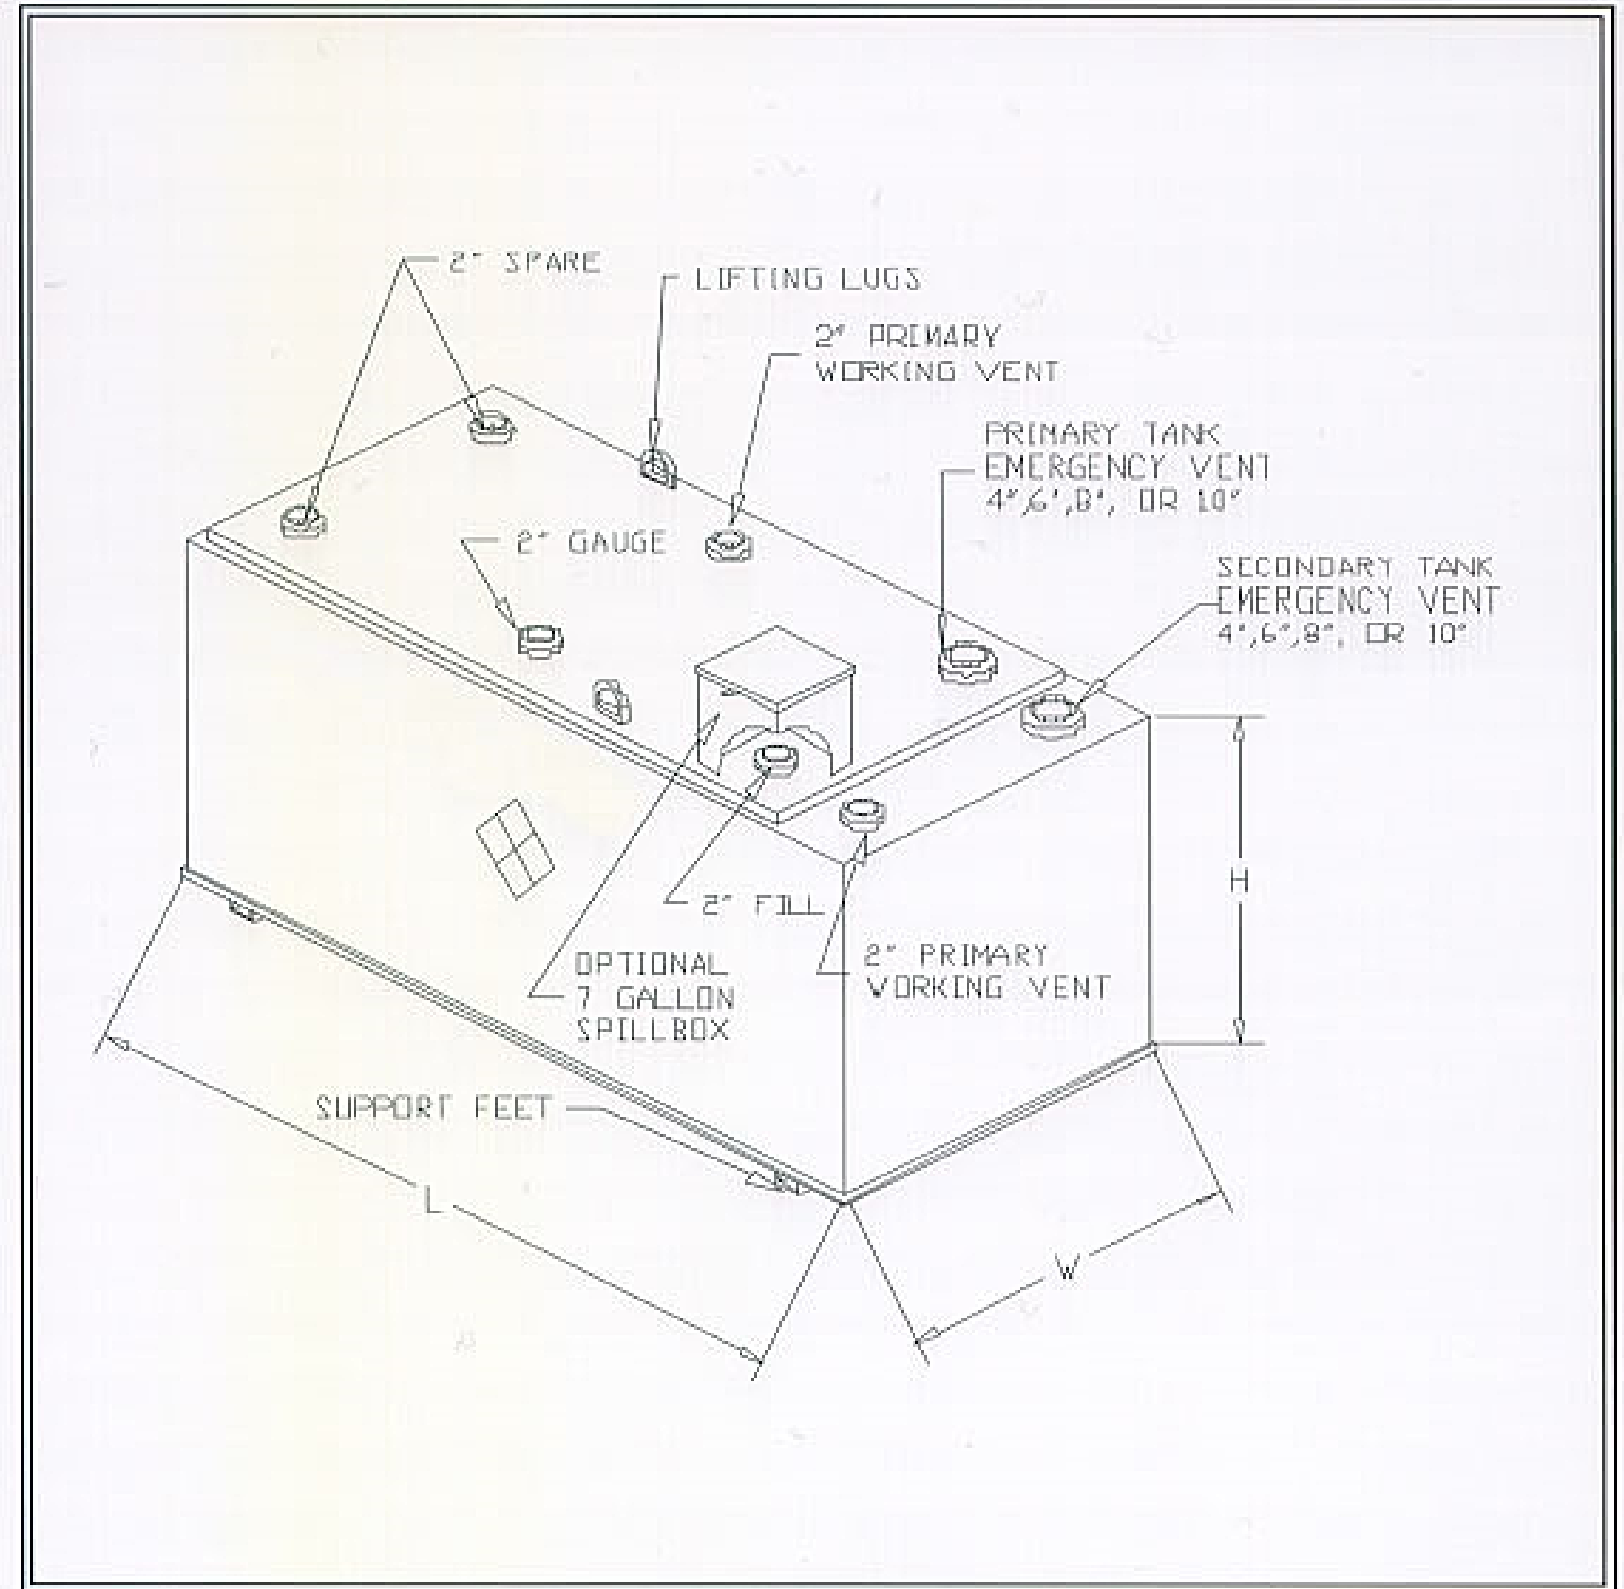 2" SPARE
LIFTING LUGS
2" PRIMARY
WORKING VENT
PRIMARY TANK
EMERGENCY VENT
4",6",8", OR 10"
2" GAUGE
SECONDARY TANK
EMERGENCY VENT
4",6",8", OR 10"
H
2" FILL
OPTIONAL
7 GALLON
SPILLBOX
2" PRIMARY
WORKING VENT
SUPPORT FEET
L
W